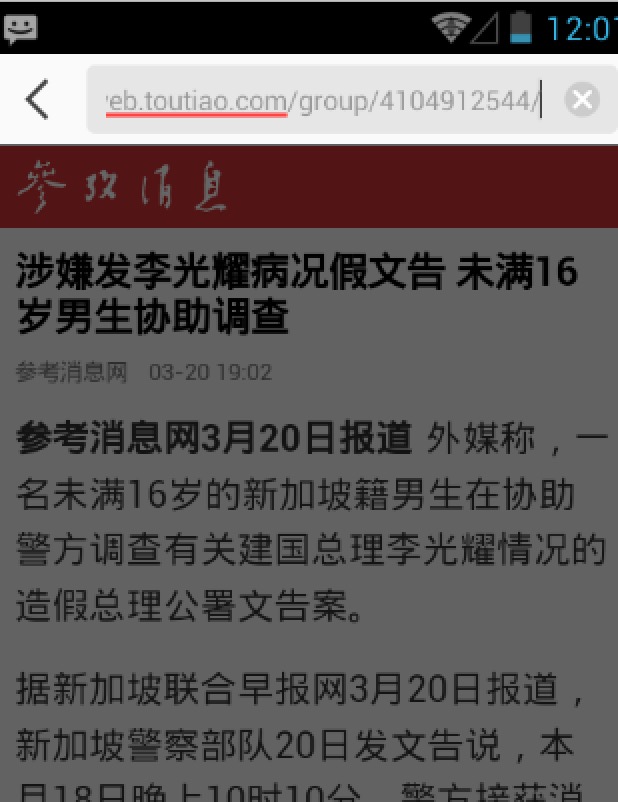 12:01
eb.toutiao.com/group/4104912544/
参考消息
涉嫌发李光耀病况假文告 未满16
岁男生协助调查
参考消息网 03-20 19:02
参考消息网3月20日报道 外媒称，一
名未满16岁的新加坡籍男生在协助
警方调查有关建国总理李光耀情况的
造假总理公署文告案。
据新加坡联合早报网3月20日报道，
新加坡警察部队20日发文告说，本
月18日晚上10时10分，警方接获消